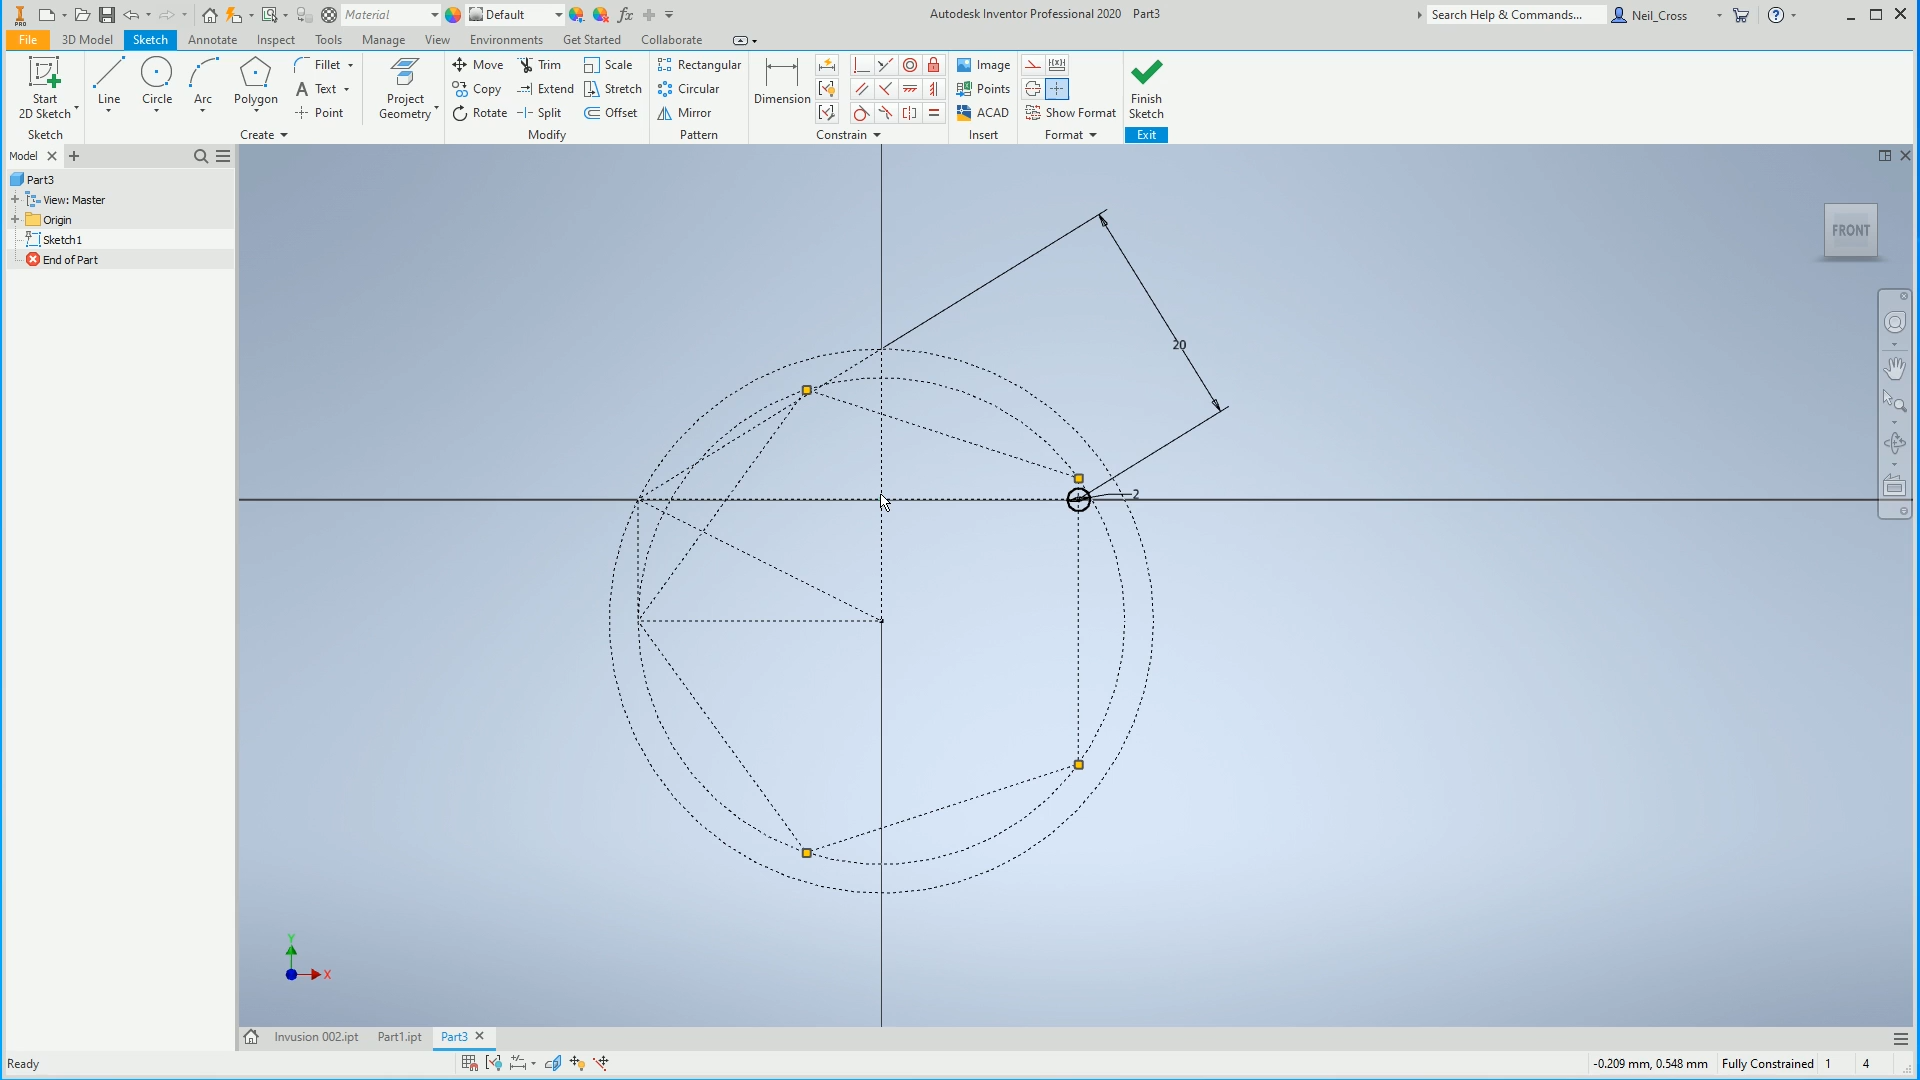 PRO
Material
Default
fx
Autodesk Inventor Professional 2020 Part3
Search Help & Commands...
Neil_Cross
File 3D Model Sketch Annotate Inspect Tools Manage View Environments Get Started Collaborate
Start
2D Sketch
Line
Circle
Arc
Polygon
Fillet
Text
Point
Project
Geometry
Move
Copy
Rotate
Trim
Extend
Split
Scale
Stretch
Offset
Rectangular
Circular
Mirror
Dimension
Image
Points
ACAD
Show Format
Finish
Sketch
Sketch Create Modify Pattern Constrain Insert Format Exit
Model
Part3
View: Master
Origin
Sketch1
End of Part
FRONT
20
2
Y
X
Invusion 002.ipt Part1.ipt Part3
Ready
-0.209 mm, 0.548 mm Fully Constrained 1 4